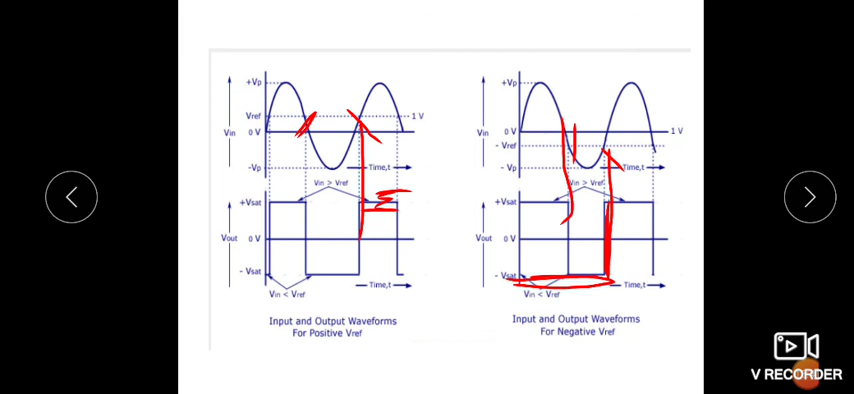 +Vp
Vref
1 V
Vin
0 V
-Vp
Time,t
Vin > Vref
+Vsat
Vout
0 V
- Vsat
Time,t
Vin < Vref
Input and Output Waveforms
For Positive Vref
+Vp
Vin
0 V
1 V
- Vref
- Vp
Time,t
Vin > Vref
+Vsat
Vout
0 V
- Vsat
Time,t
Vin < Vref
Input and Output Waveforms
For Negative Vref
V RECORDER